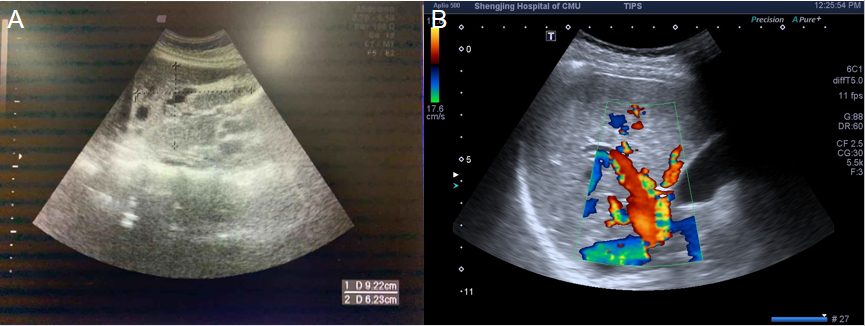 A
1 D 9.22cm
2 D 6.23cm
B
Aplio 500 Shengjing Hospital of CMU TIPS 12:25:54 PM
Precision A Pure+
T
0
5
11
17.6
cm/s
6C1
diffT5.0
11 fps
G:88
DR:60
CF 2.5
CG:30
5.5k
F:3
# 27